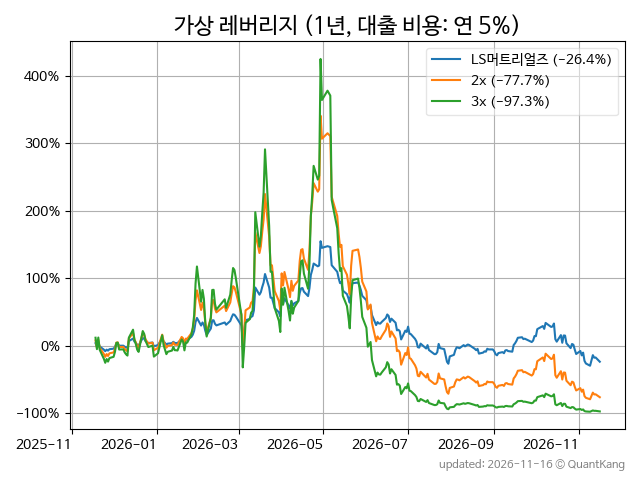 가상 레버리지 (1년, 대출 비용: 연 5%)
LS머트리얼즈 (-26.4%)
2x (-77.7%)
3x (-97.3%)
400%
300%
200%
100%
0%
-100%
2025-11 2026-01 2026-03 2026-05 2026-07 2026-09 2026-11
updated: 2026-11-16 © QuantKang